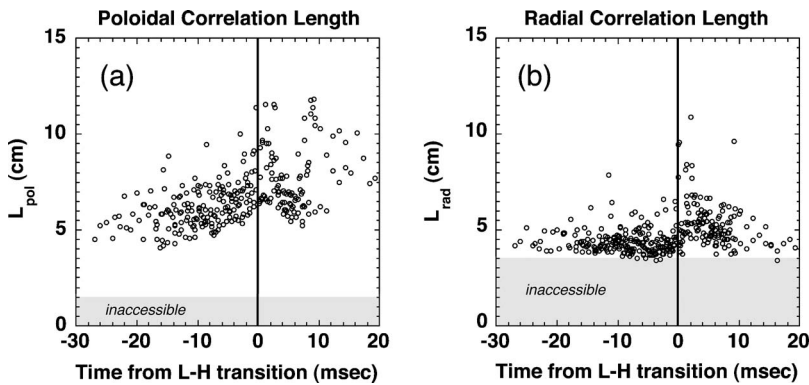 Poloidal Correlation Length
15
10
5
0
L_pol (cm)
(a)
inaccessible
-30 -20 -10 0 10 20
Time from L-H transition (msec)
Radial Correlation Length
15
10
5
0
L_rad (cm)
(b)
inaccessible
-30 -20 -10 0 10 20
Time from L-H transition (msec)